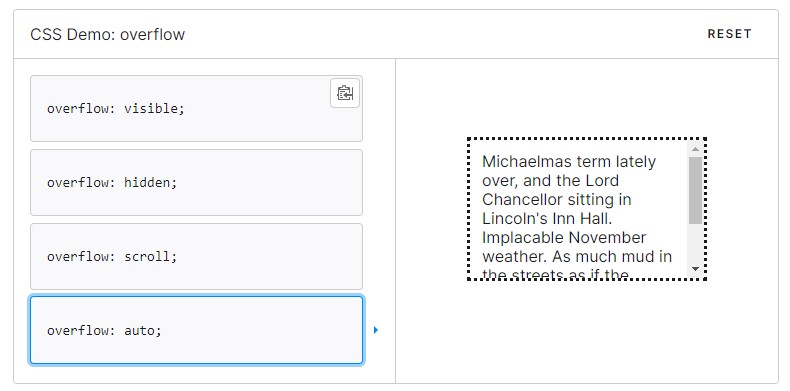 CSS Demo: overflow
RESET
overflow: visible;
overflow: hidden;
overflow: scroll;
overflow: auto;
Michaelmas term lately
over, and the Lord
Chancellor sitting in
Lincoln's Inn Hall.
Implacable November
weather. As much mud in
the streets as if the